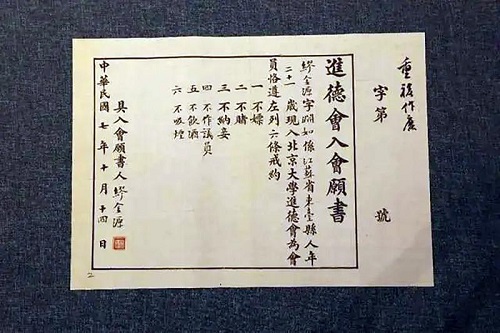 重複作廢
字第　　　號
進德會入會願書
繆金源字淵如係江蘇省東臺縣人年
二十一歲現入北京大學進德會為會
員恪遵左列六條戒約
一 不嫖
二 不賭
三 不納妾
四 不作議員
五 不飲酒
六 不吸煙
具入會願書人繆金源
中華民國七年十月十四日
2